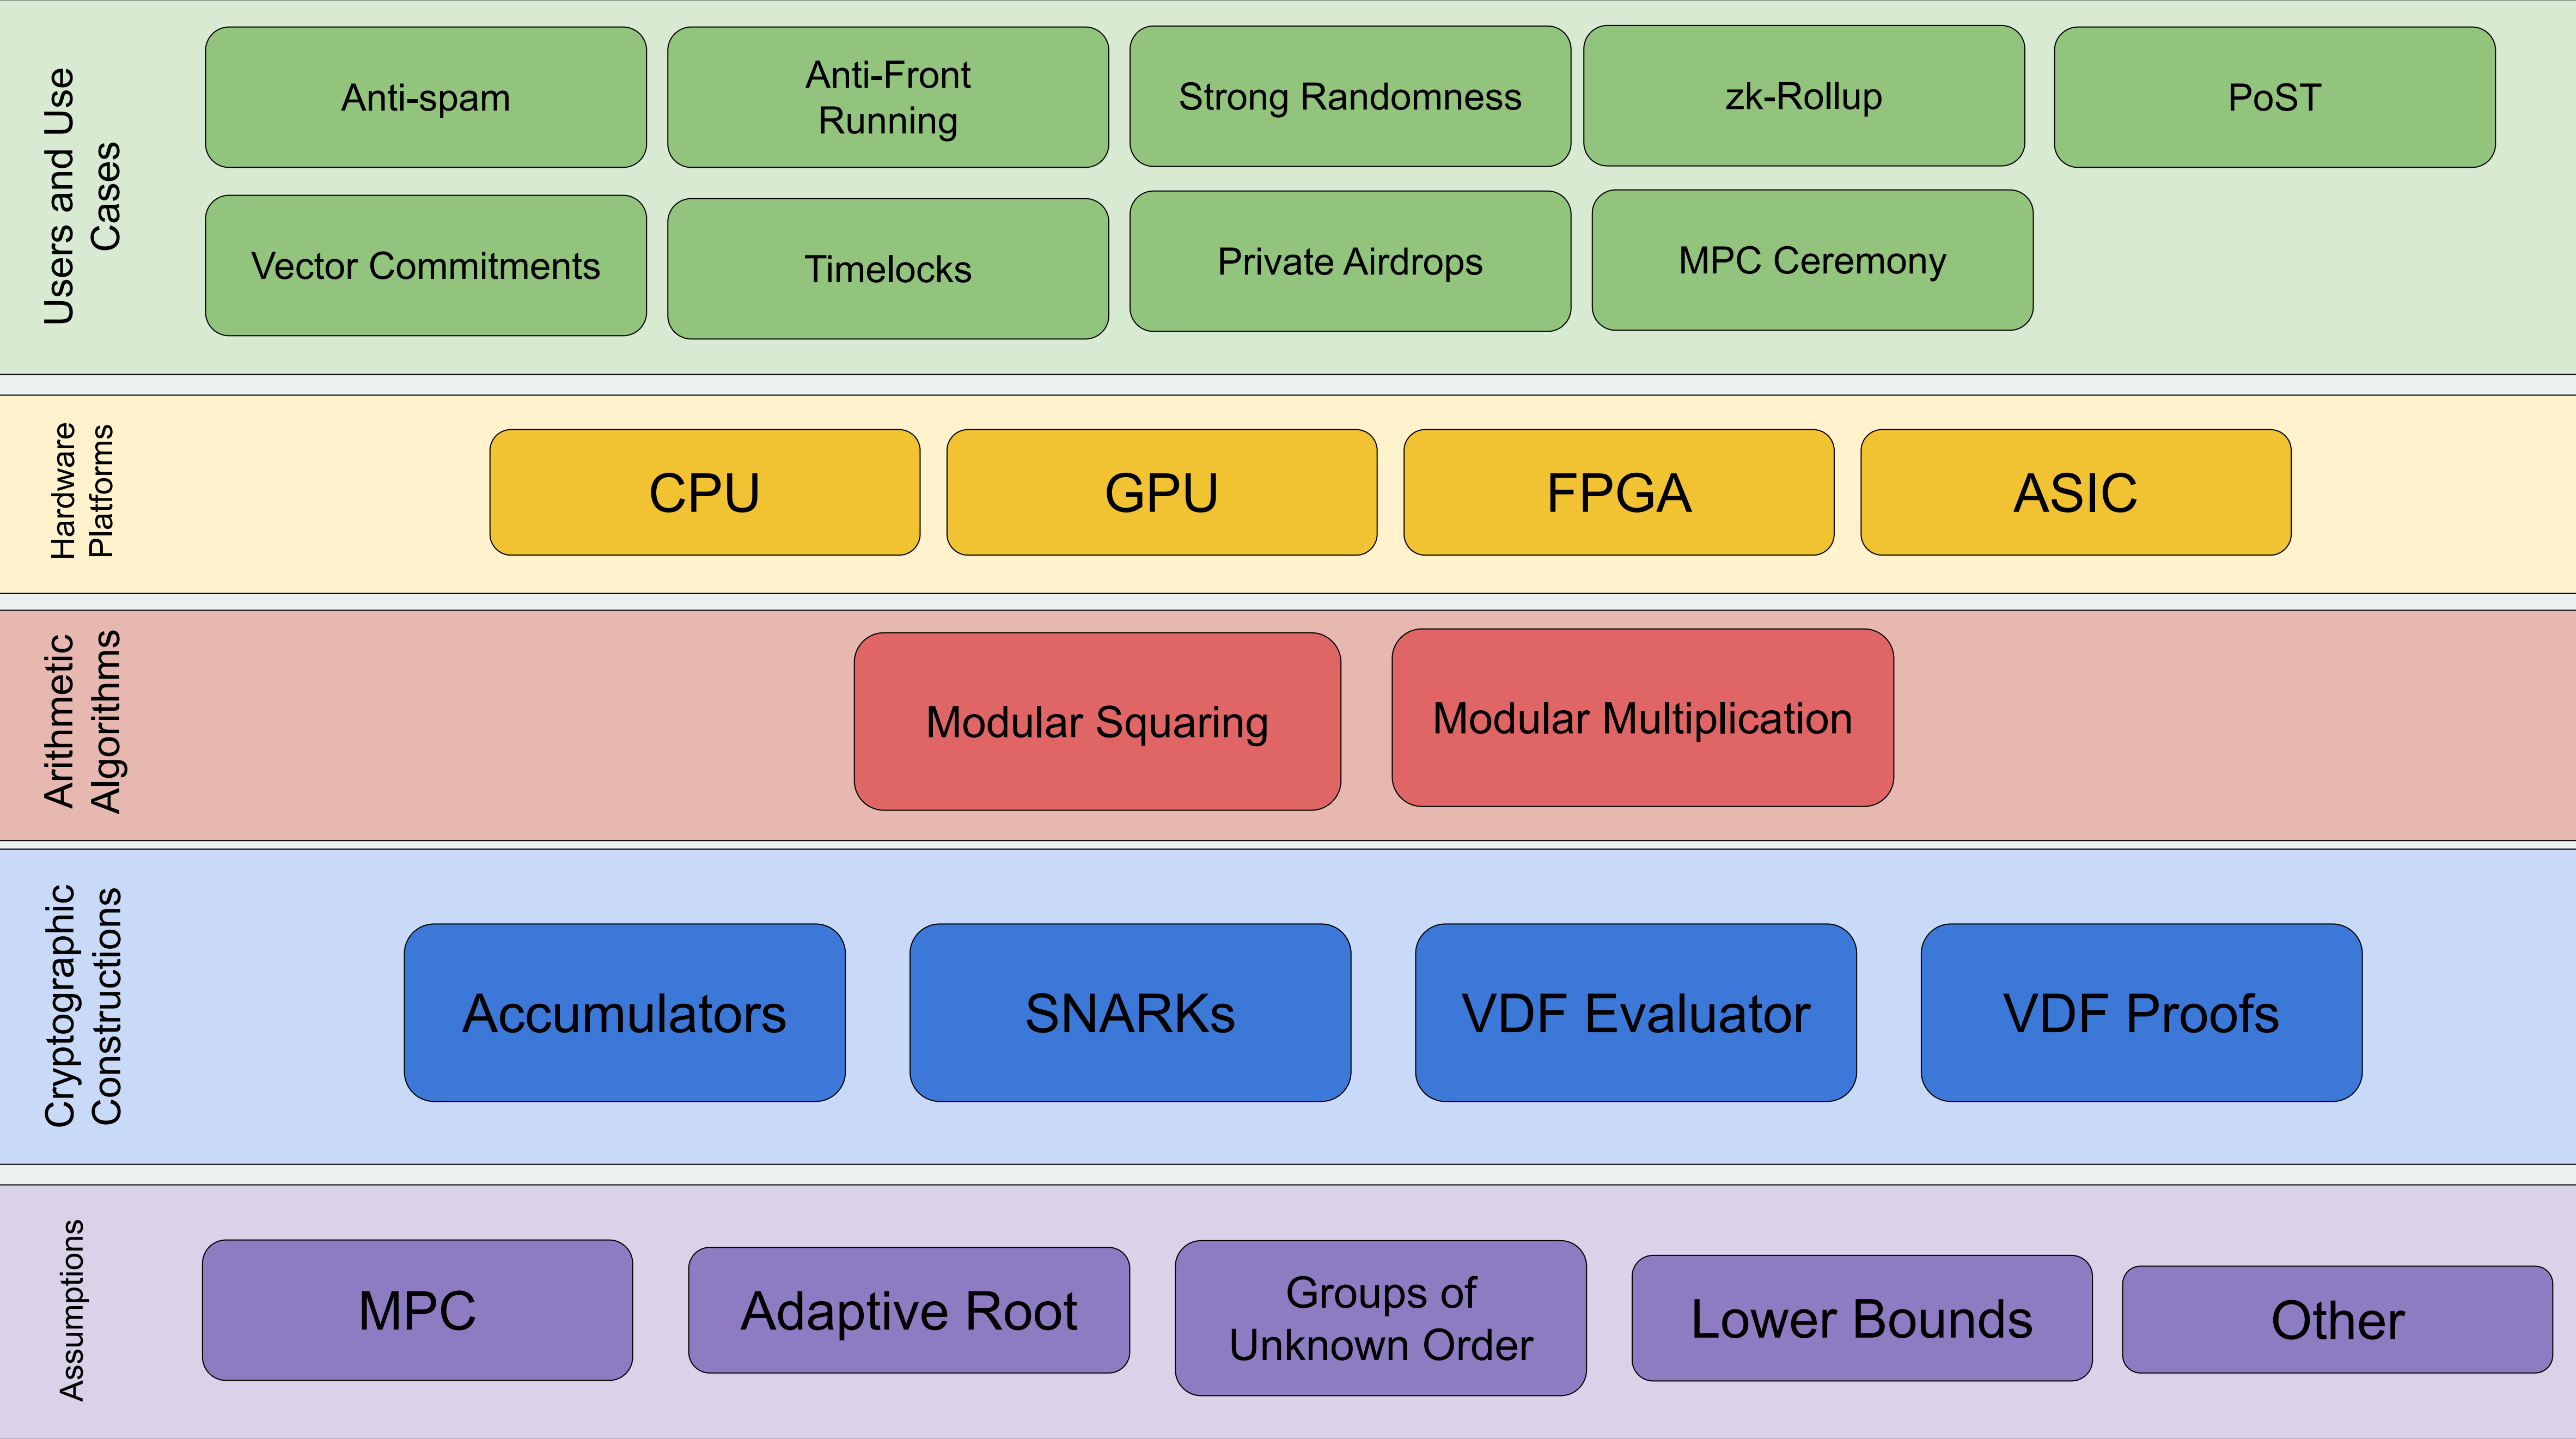 Users and Use
Cases
Anti-spam
Anti-Front
Running
Strong Randomness
zk-Rollup
PoST
Vector Commitments
Timelocks
Private Airdrops
MPC Ceremony
Hardware
Platforms
CPU
GPU
FPGA
ASIC
Arithmetic
Algorithms
Modular Squaring
Modular Multiplication
Cryptographic
Constructions
Accumulators
SNARKs
VDF Evaluator
VDF Proofs
Assumptions
MPC
Adaptive Root
Groups of
Unknown Order
Lower Bounds
Other